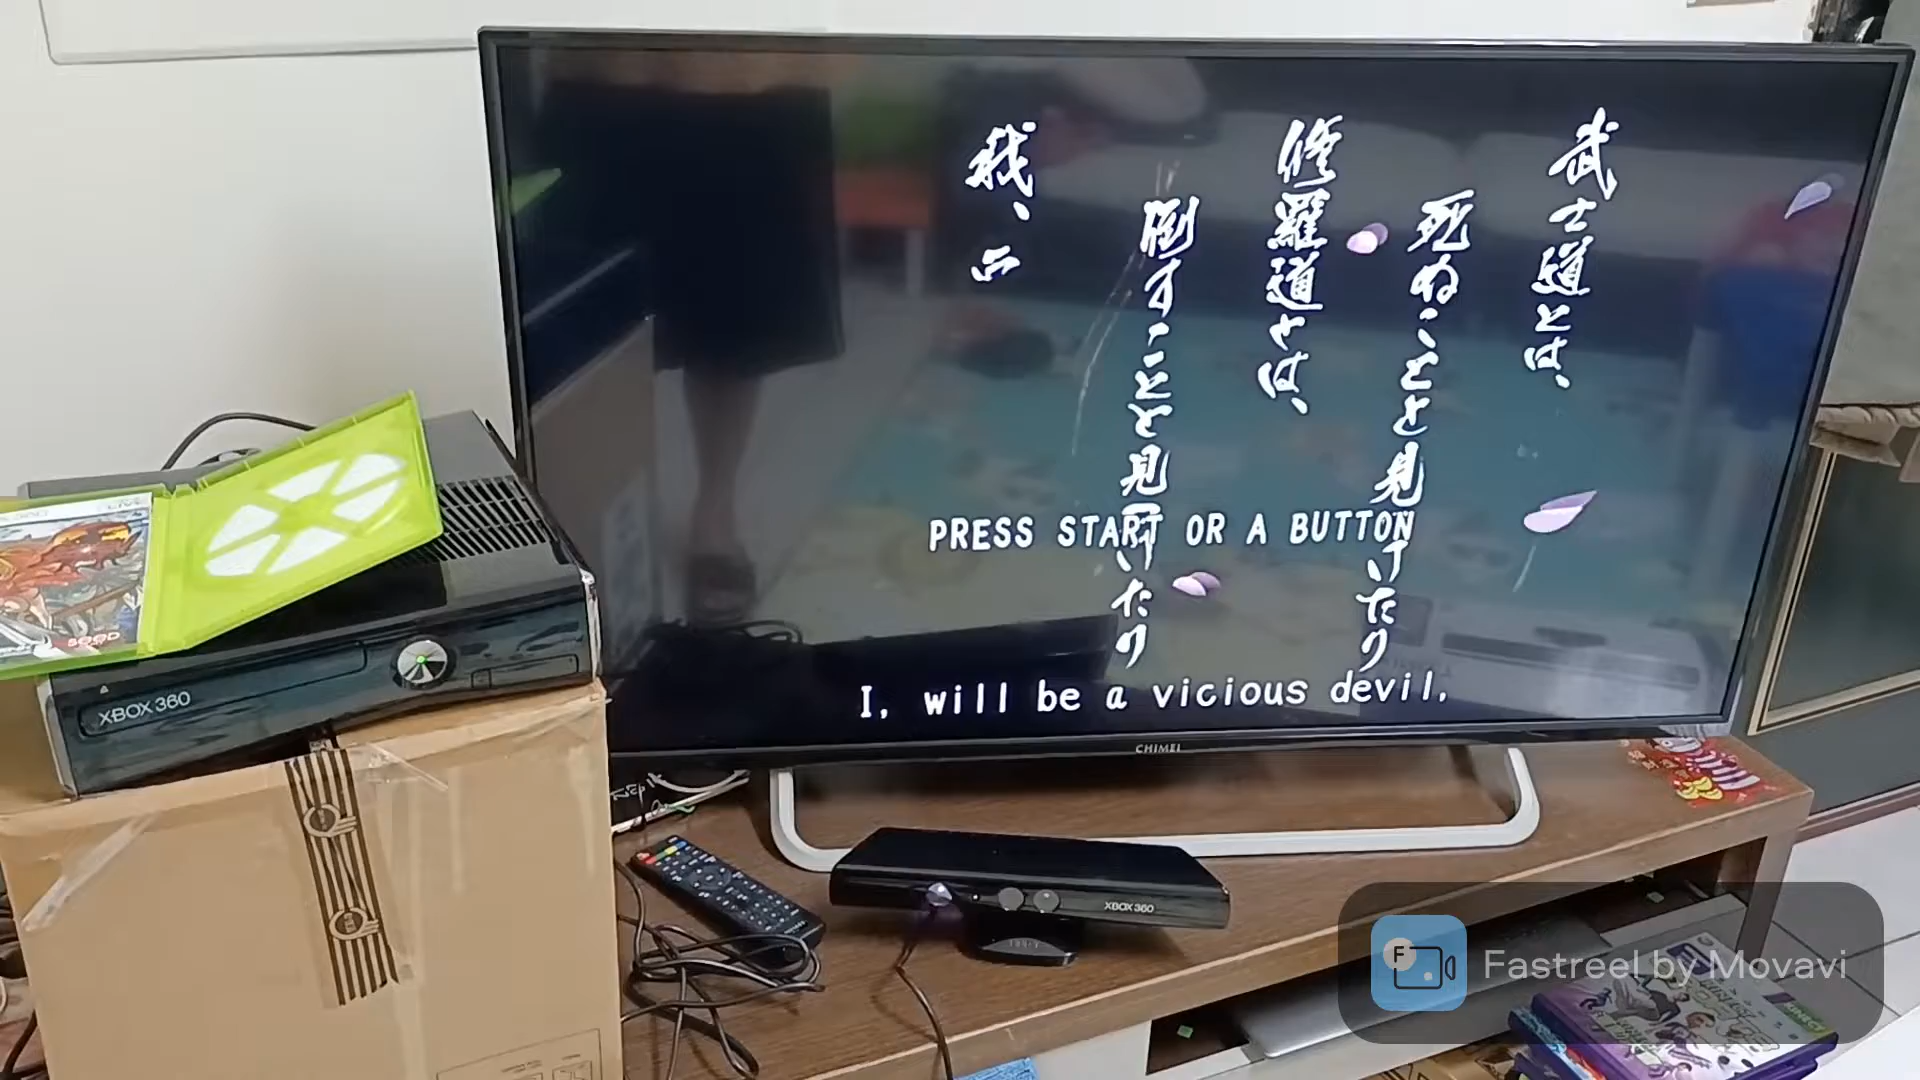 武士道とは、
死ぬことと見つけたり
修羅道とは、
倒すことと見つけたり
我、
PRESS START OR A BUTTON
I, will be a vicious devil,
CHIMEI
XBOX 360
XBOX 360
Fastreel by Movavi